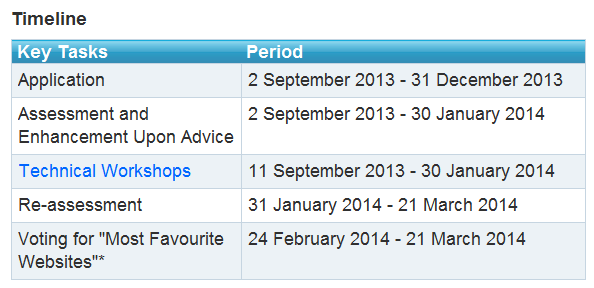 Timeline
Key Tasks Period
Application 2 September 2013 - 31 December 2013
Assessment and 2 September 2013 - 30 January 2014
Enhancement Upon Advice
Technical Workshops 11 September 2013 - 30 January 2014
Re-assessment 31 January 2014 - 21 March 2014
Voting for "Most Favourite 24 February 2014 - 21 March 2014
Websites"*